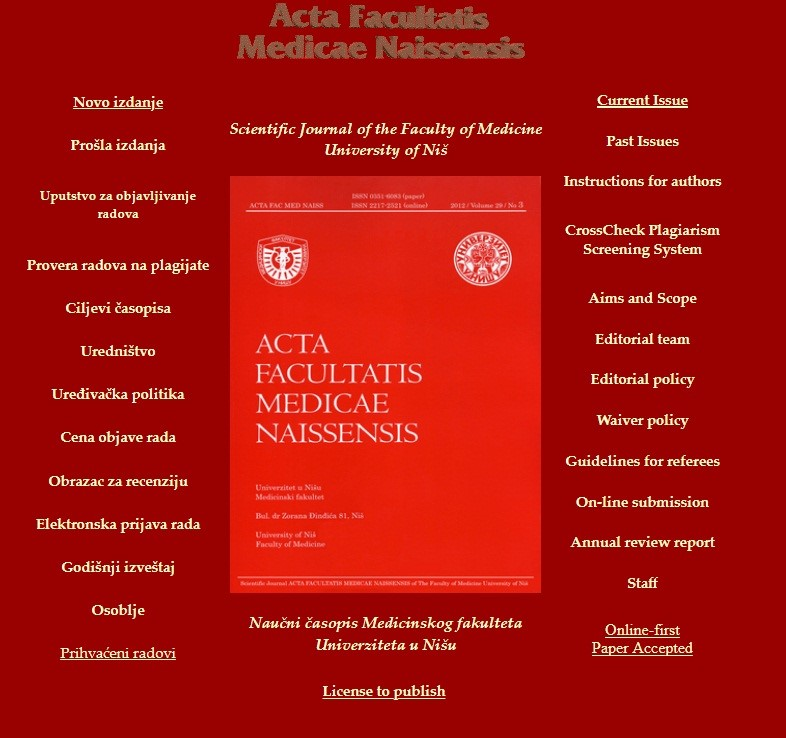 Acta Facultatis
Medicae Naissensis
Novo izdanje
Prošla izdanja
Uputstvo za objavljivanje
radova
Provera radova na plagijate
Ciljevi časopisa
Uredništvo
Uređivačka politika
Cena objave rada
Obrazac za recenziju
Elektronska prijava rada
Godišnji izveštaj
Osoblje
Prihvaćeni radovi
Scientific Journal of the Faculty of Medicine
University of Niš
ISSN 0351-6083 (paper)
ACTA FAC MED NAISS ISSN 2217-2521 (online) 2012 / Volume 29 / No 3
ACTA
FACULTATIS
MEDICAE
NAISSENSIS
Univerzitet u Nišu
Medicinski fakultet
Bul. dr Zorana Đinđića 81, Niš
University of Niš
Faculty of Medicine
Scientific Journal ACTA FACULTATIS MEDICAE NAISSENSIS of The Faculty of Medicine University of Niš
Naučni časopis Medicinskog fakulteta
Univerziteta u Nišu
License to publish
Current Issue
Past Issues
Instructions for authors
CrossCheck Plagiarism
Screening System
Aims and Scope
Editorial team
Editorial policy
Waiver policy
Guidelines for referees
On-line submission
Annual review report
Staff
Online-first
Paper Accepted